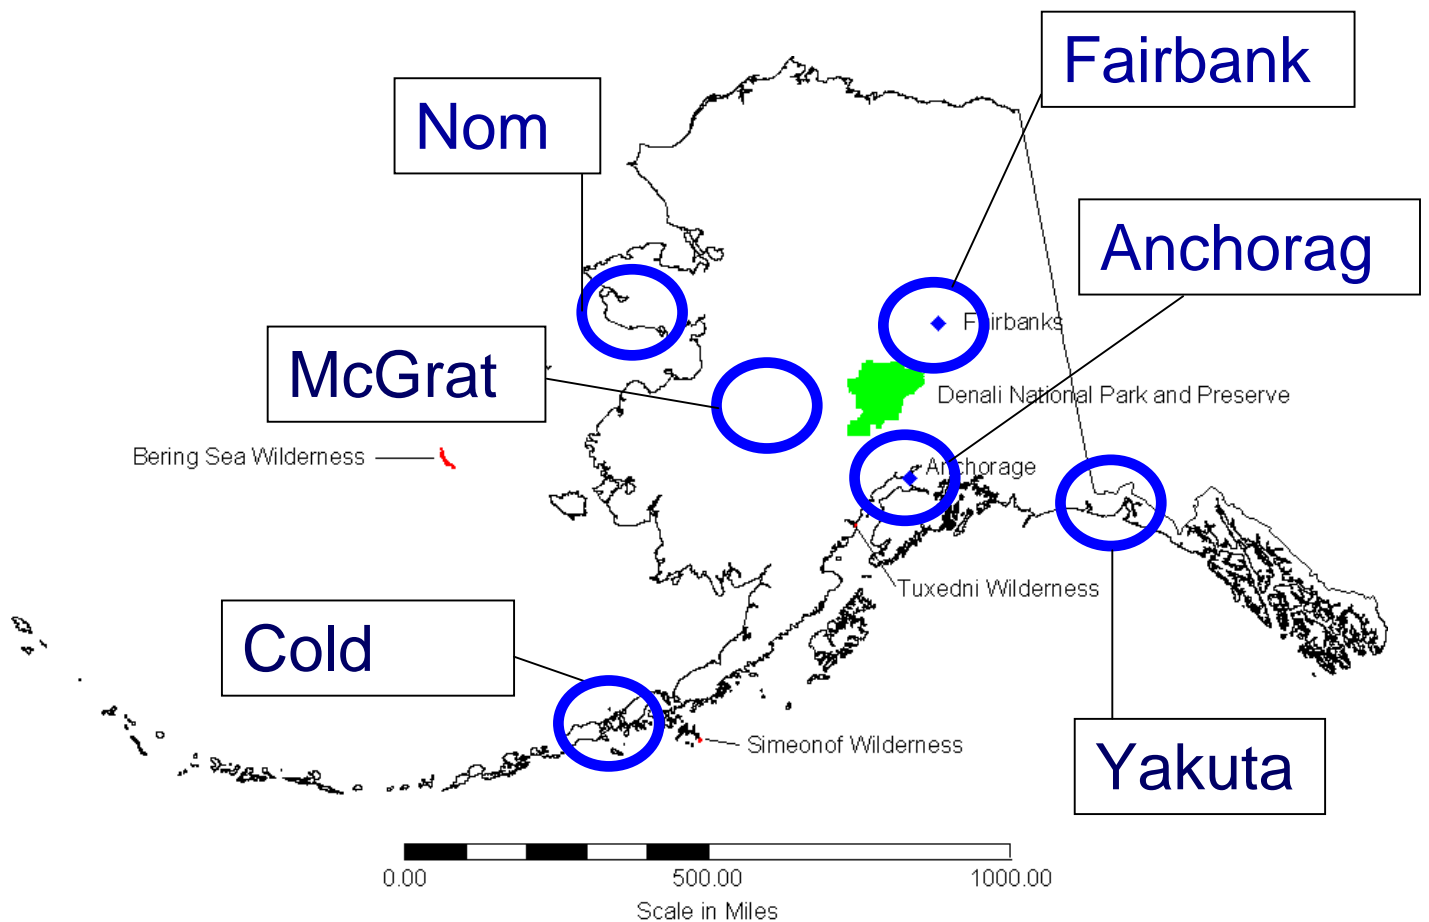 Fairbank
Nom
Anchorag
Fairbanks
McGrat
Denali National Park and Preserve
Bering Sea Wilderness
Anchorage
Tuxedni Wilderness
Cold
Simeonof Wilderness
Yakuta
0.00 500.00 1000.00
Scale in Miles